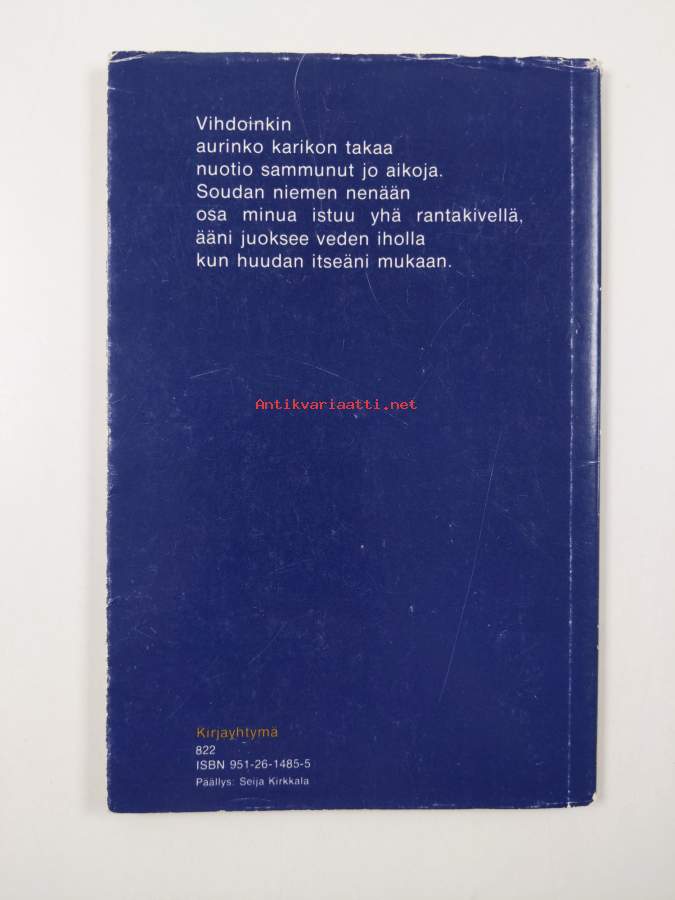 Vihdoinkin
aurinko karikon takaa
nuotio sammunut jo aikoja.
Soudan niemen nenään
osa minua istuu yhä rantakivellä,
ääni juoksee veden iholla
kun huudan itseäni mukaan.
Antikvariaatti.net
Kirjayhtymä
822
ISBN 951-26-1485-5
Päällys: Seija Kirkkala